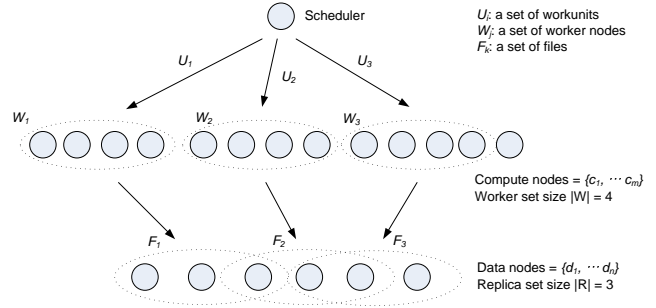 Scheduler
Uᵢ: a set of workunits
Wⱼ: a set of worker nodes
Fₖ: a set of files
U₁
U₂
U₃
W₁
W₂
W₃
Compute nodes = {c₁, ⋯ cₘ}
Worker set size |W| = 4
F₁
F₂
F₃
Data nodes = {d₁, ⋯ dₙ}
Replica set size |R| = 3